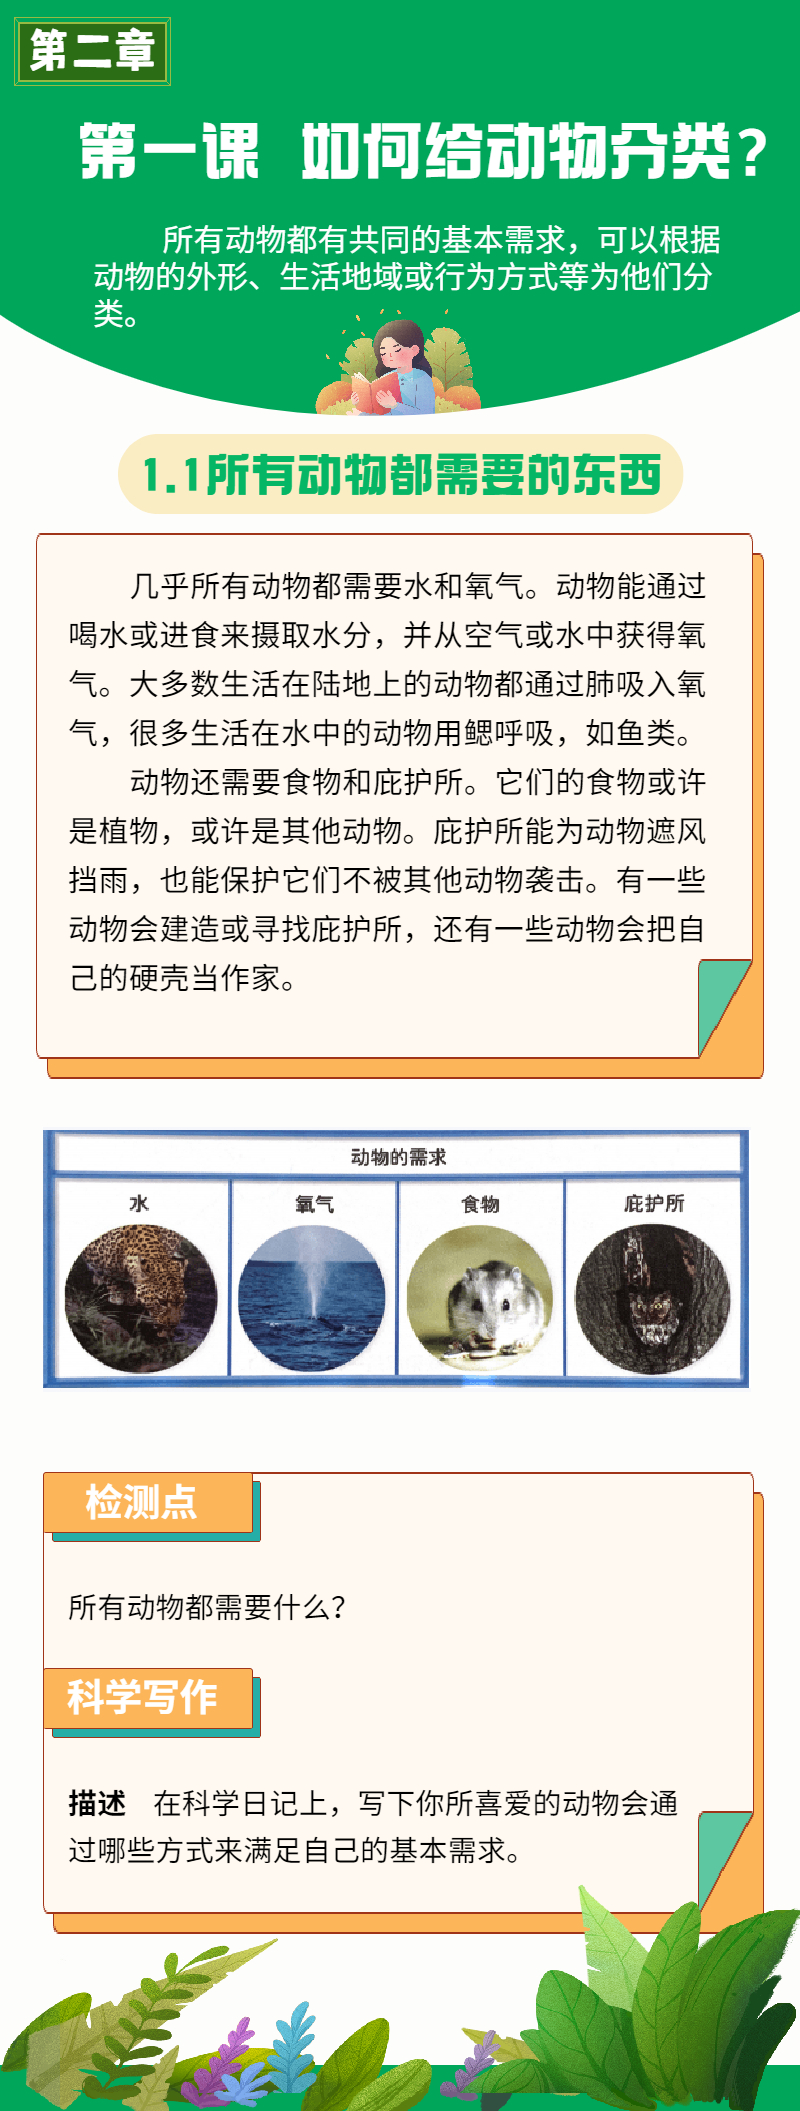 第二章
第一课 如何给动物分类?
所有动物都有共同的基本需求，可以根据
动物的外形、生活地域或行为方式等为他们分
类。
1.1所有动物都需要的东西
几乎所有动物都需要水和氧气。动物能通过
喝水或进食来摄取水分，并从空气或水中获得氧
气。大多数生活在陆地上的动物都通过肺吸入氧
气，很多生活在水中的动物用鳃呼吸，如鱼类。
动物还需要食物和庇护所。它们的食物或许
是植物，或许是其他动物。庇护所能为动物遮风
挡雨，也能保护它们不被其他动物袭击。有一些
动物会建造或寻找庇护所，还有一些动物会把自
己的硬壳当作家。
动物的需求
水 氧气 食物 庇护所
检测点
所有动物都需要什么?
科学写作
描述 在科学日记上，写下你所喜爱的动物会通
过哪些方式来满足自己的基本需求。